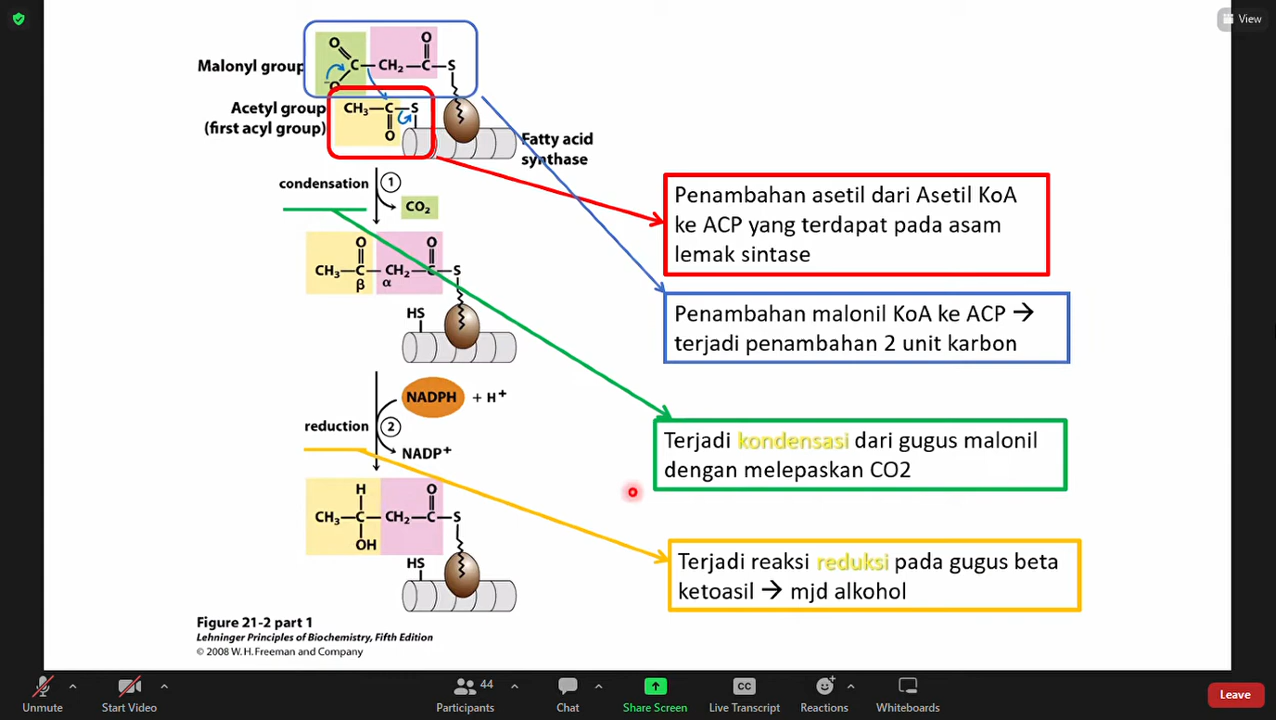 View
Malonyl group
O
C
CH₂
O
C
S
⁻O
Acetyl group
(first acyl group)
CH₃
C
S
O
Fatty acid
synthase
condensation
1
CO₂
CH₃
O
C
β
CH₂
α
O
C
S
HS
NADPH
+ H⁺
reduction
2
NADP⁺
CH₃
H
C
OH
CH₂
O
C
S
HS
Figure 21-2 part 1
Lehninger Principles of Biochemistry, Fifth Edition
© 2008 W. H. Freeman and Company
Penambahan asetil dari Asetil KoA
ke ACP yang terdapat pada asam
lemak sintase
Penambahan malonil KoA ke ACP →
terjadi penambahan 2 unit karbon
Terjadi kondensasi dari gugus malonil
dengan melepaskan CO2
Terjadi reaksi reduksi pada gugus beta
ketoasil → mjd alkohol
Unmute
Start Video
44
Participants
Chat
Share Screen
CC
Live Transcript
Reactions
Whiteboards
Leave